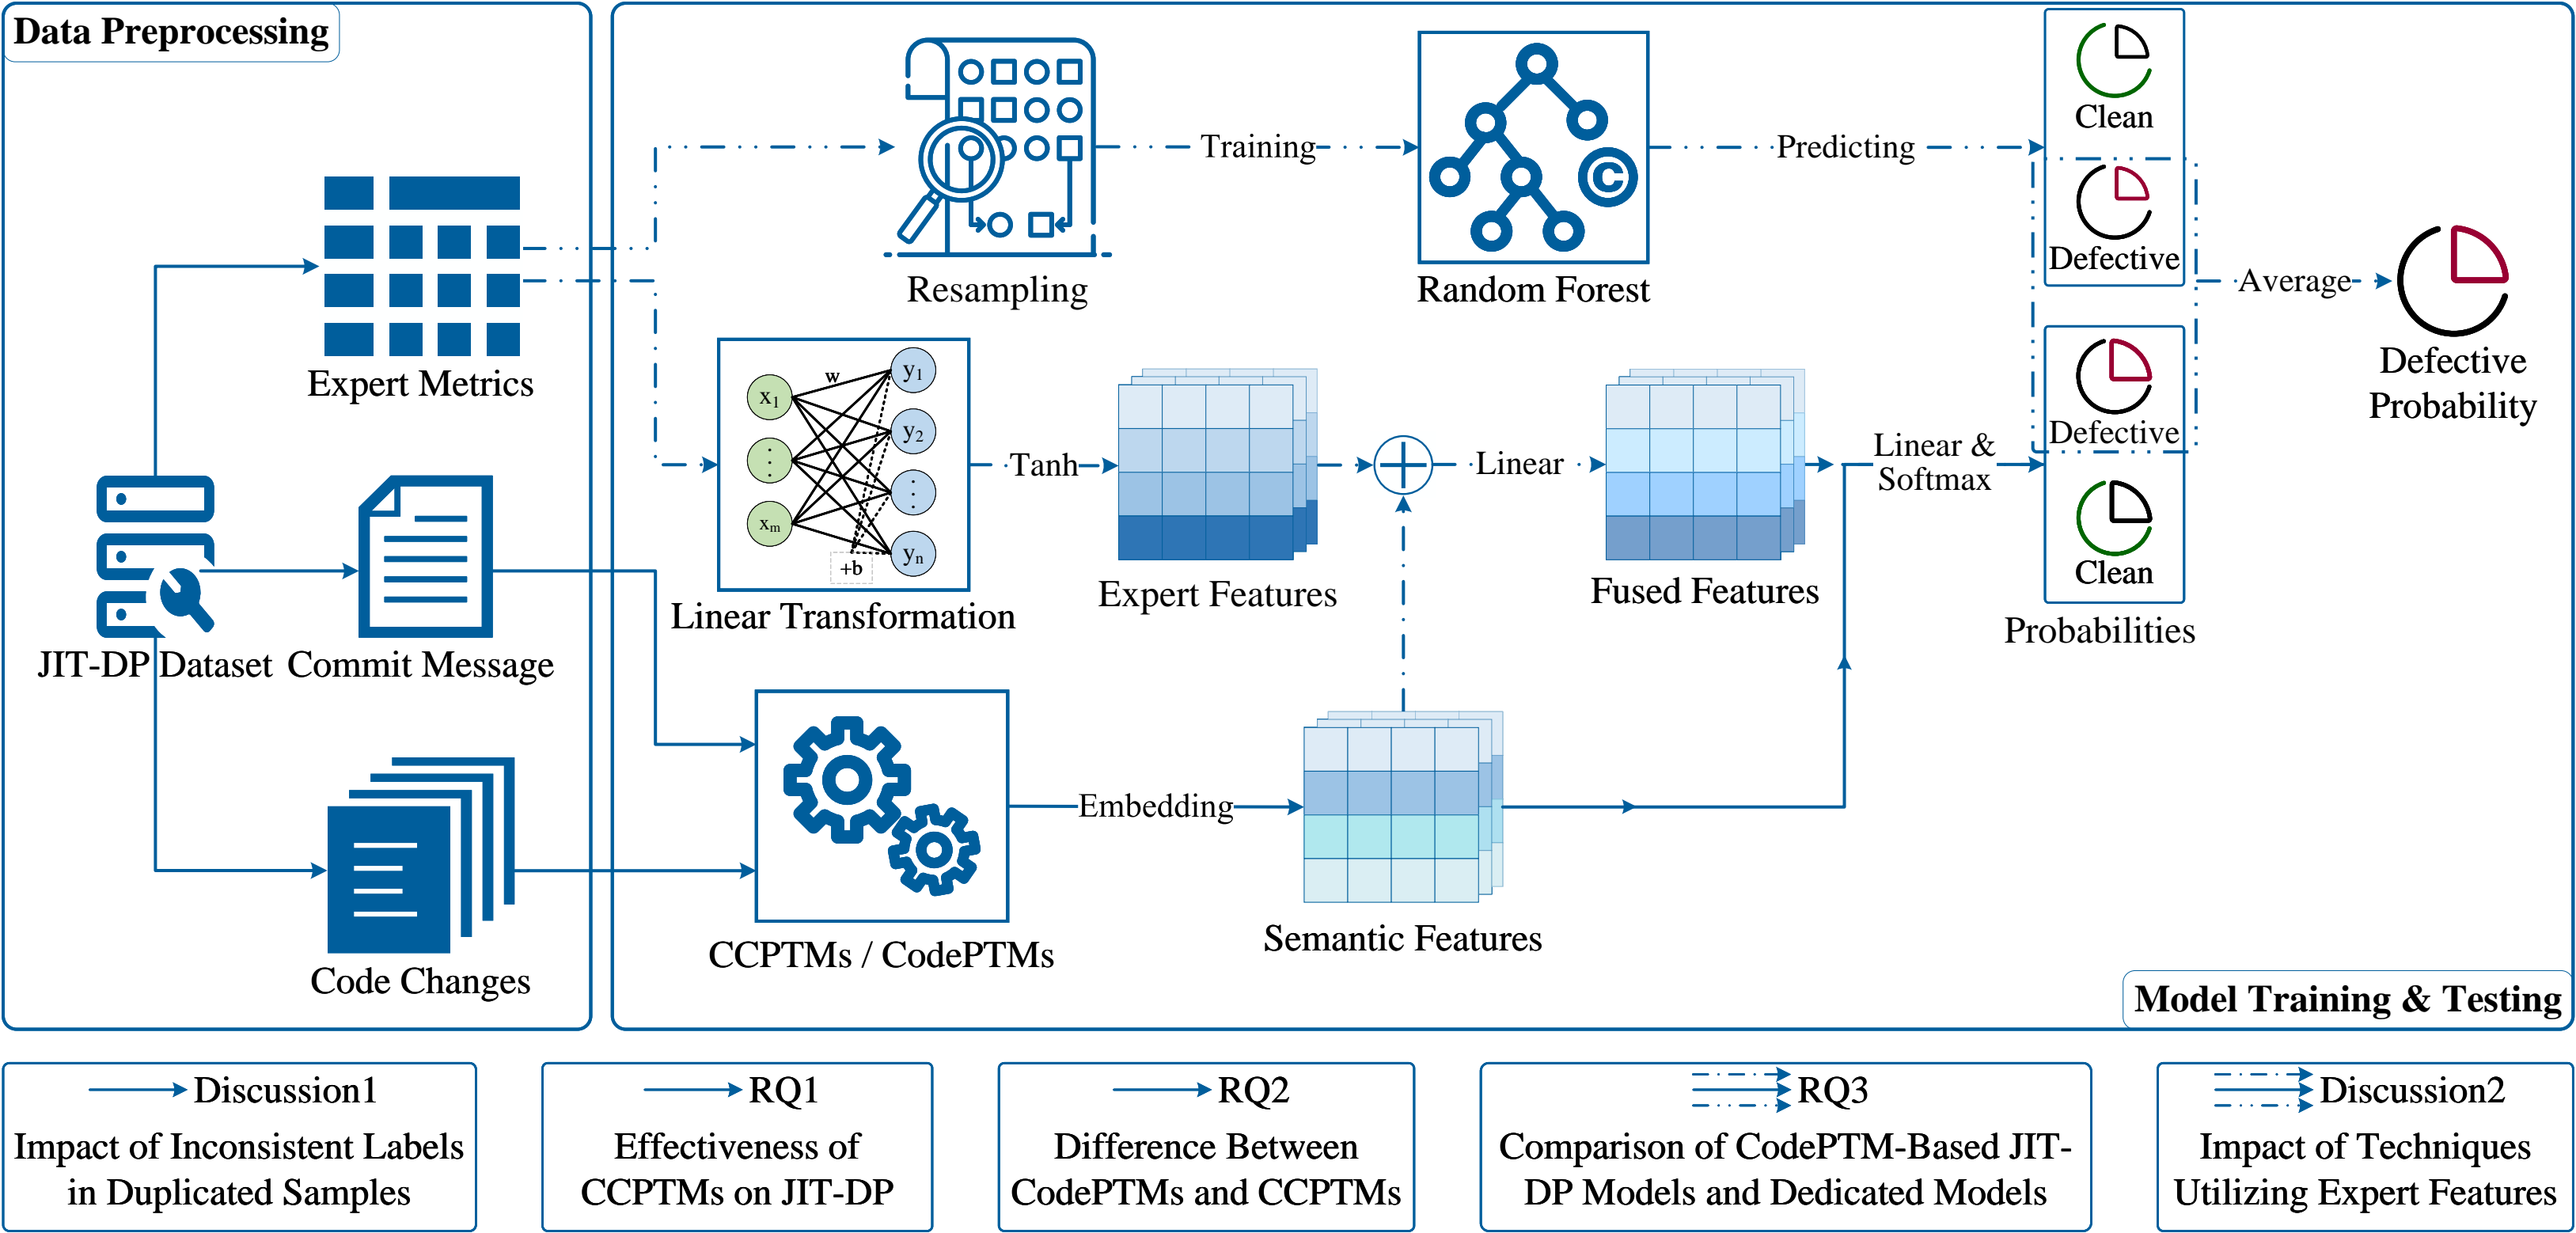 Data Preprocessing
Expert Metrics
JIT-DP Dataset
Commit Message
Code Changes
Resampling
Training
©
Random Forest
Predicting
Clean
Defective
Average
Defective
Probability
w
x1
⋮
xm
y1
y2
⋮
yn
+b
Linear Transformation
Tanh
Expert Features
Linear
Fused Features
Linear &
Softmax
Defective
Clean
Probabilities
CCPTMs / CodePTMs
Embedding
Semantic Features
Model Training & Testing
Discussion1
Impact of Inconsistent Labels
in Duplicated Samples
RQ1
Effectiveness of
CCPTMs on JIT-DP
RQ2
Difference Between
CodePTMs and CCPTMs
RQ3
Comparison of CodePTM-Based JIT-
DP Models and Dedicated Models
Discussion2
Impact of Techniques
Utilizing Expert Features